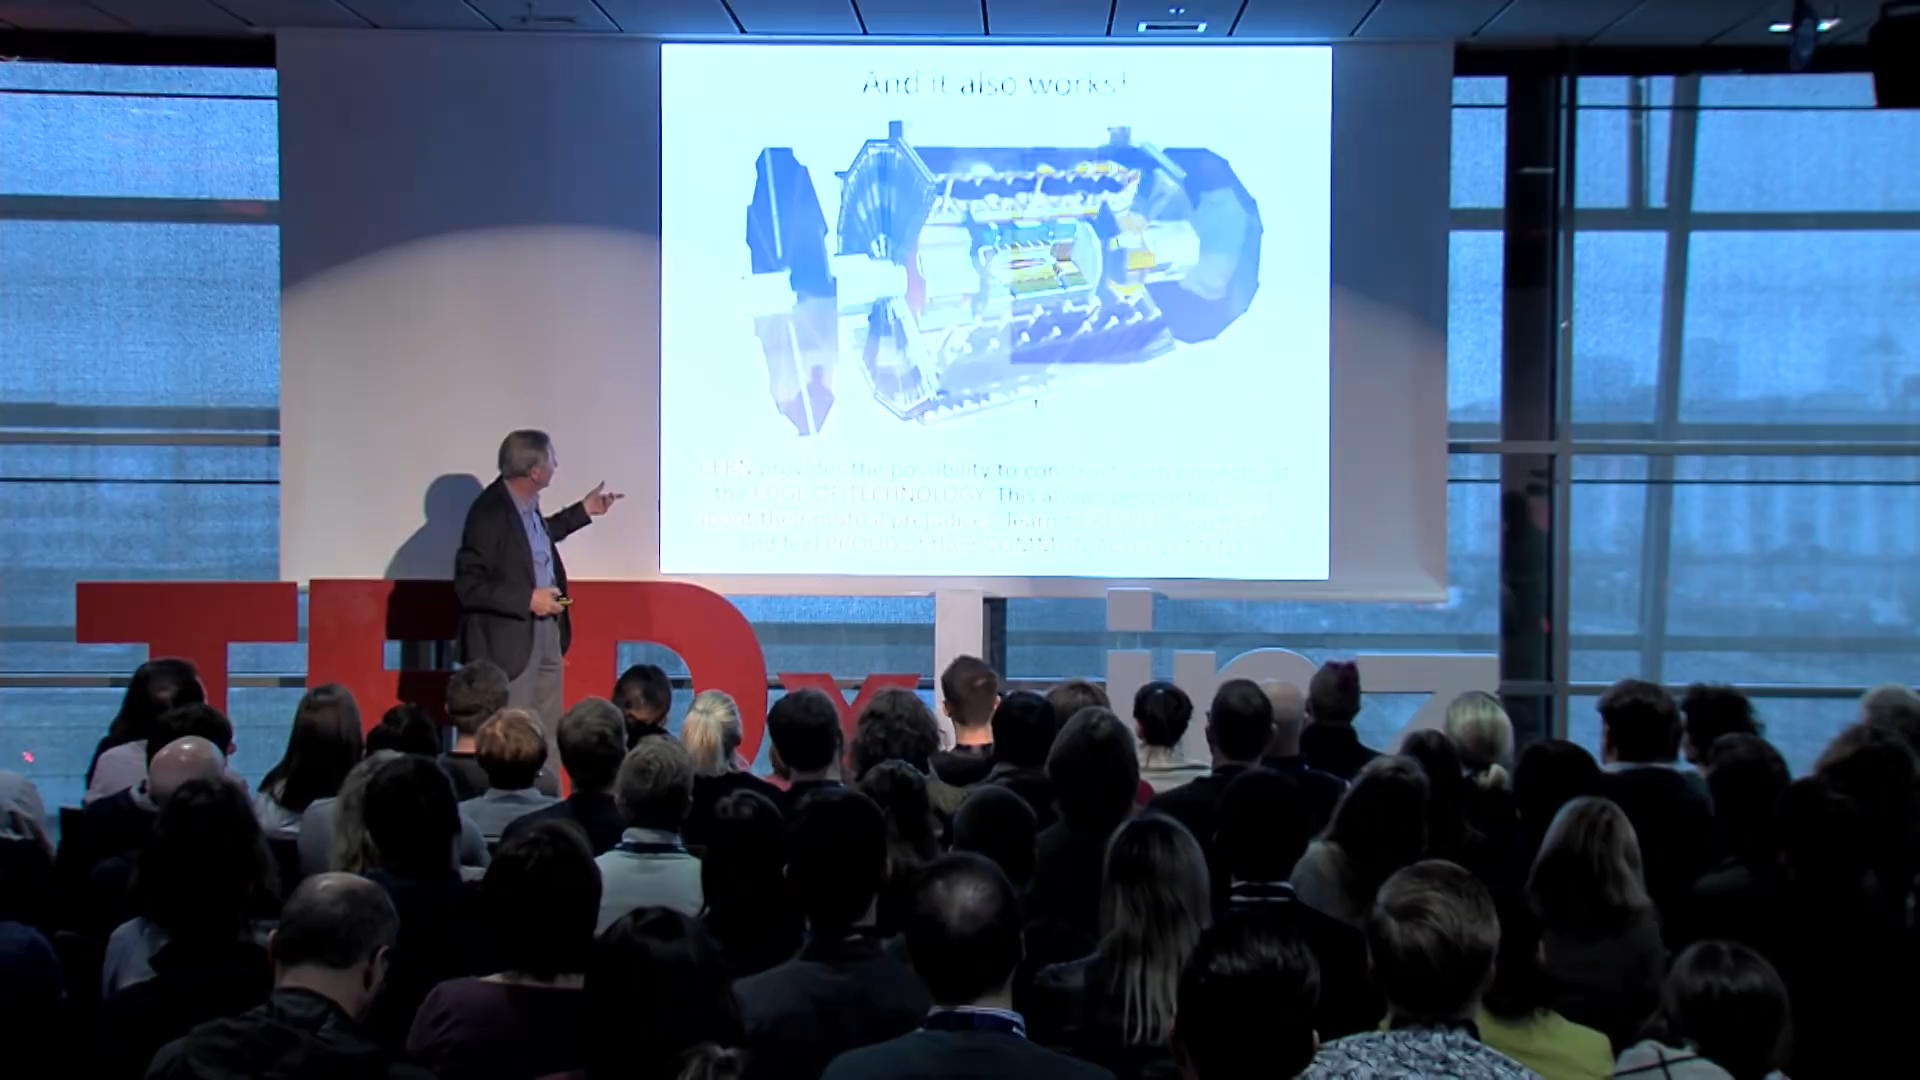 And it also works!
CERN provides the possibility to construct such projects at
the EDGE OF TECHNOLOGY. This allows people to forget
about their mutual prejudices, learn to
and feel PROUD of their COMMON ACHIEVEMENT
TEDxLinz